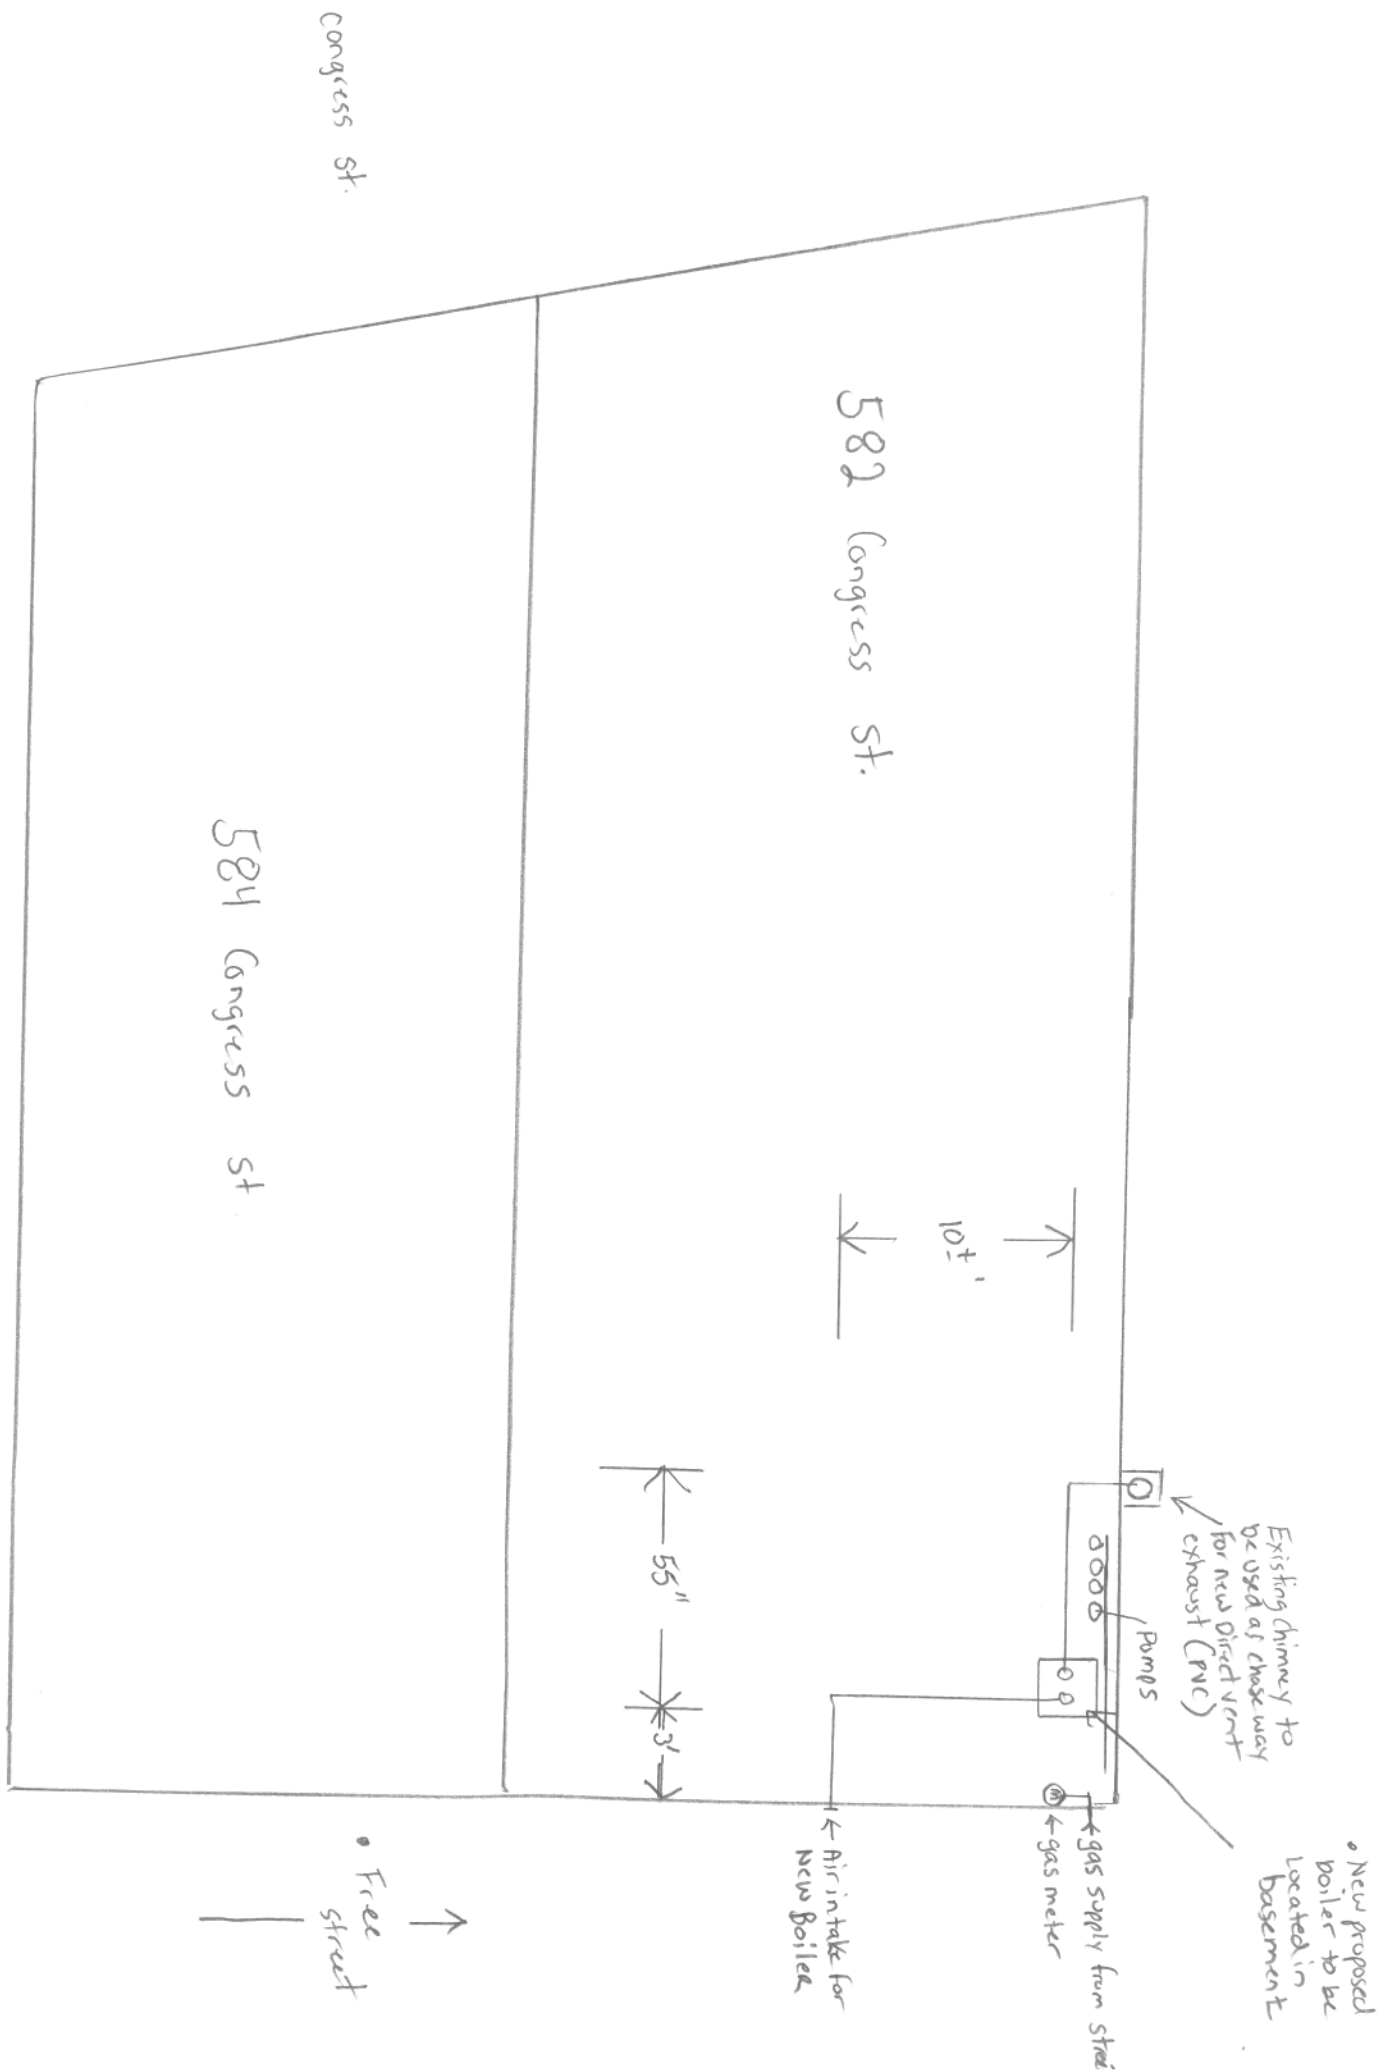 congress st.
582 Congress St.
584 Congress st
10± '
55"
3'
Existing chimney to
be used as chase way
for new Direct vent
exhaust (PVC)
Pumps
• New proposed
boiler to be
Located in
basement
gas supply from stree
gas meter
M
Air intake for
New Boiler
• Free
street